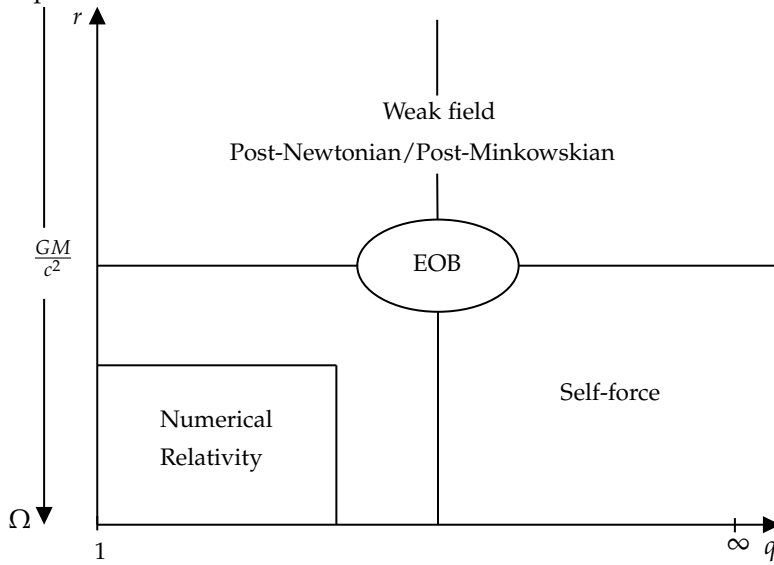 r
Weak field
Post-Newtonian/Post-Minkowskian
GM
c²
EOB
Self-force
Numerical
Relativity
Ω
1
∞
q